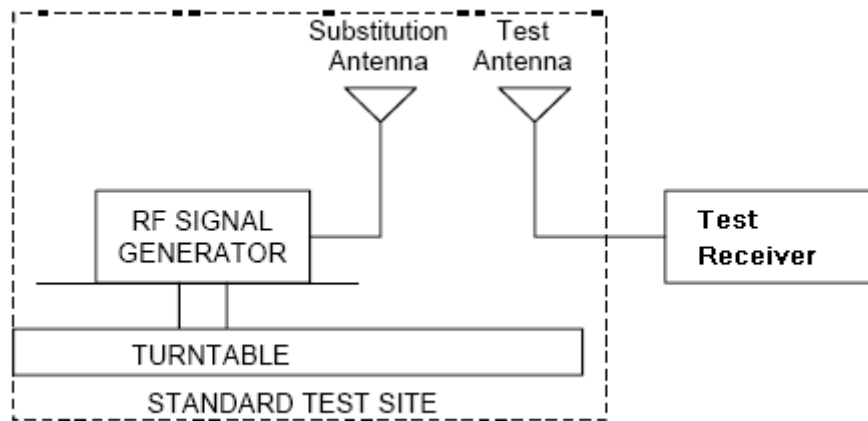 Substitution
Antenna
Test
Antenna
RF SIGNAL
GENERATOR
Test
Receiver
TURNTABLE
STANDARD TEST SITE